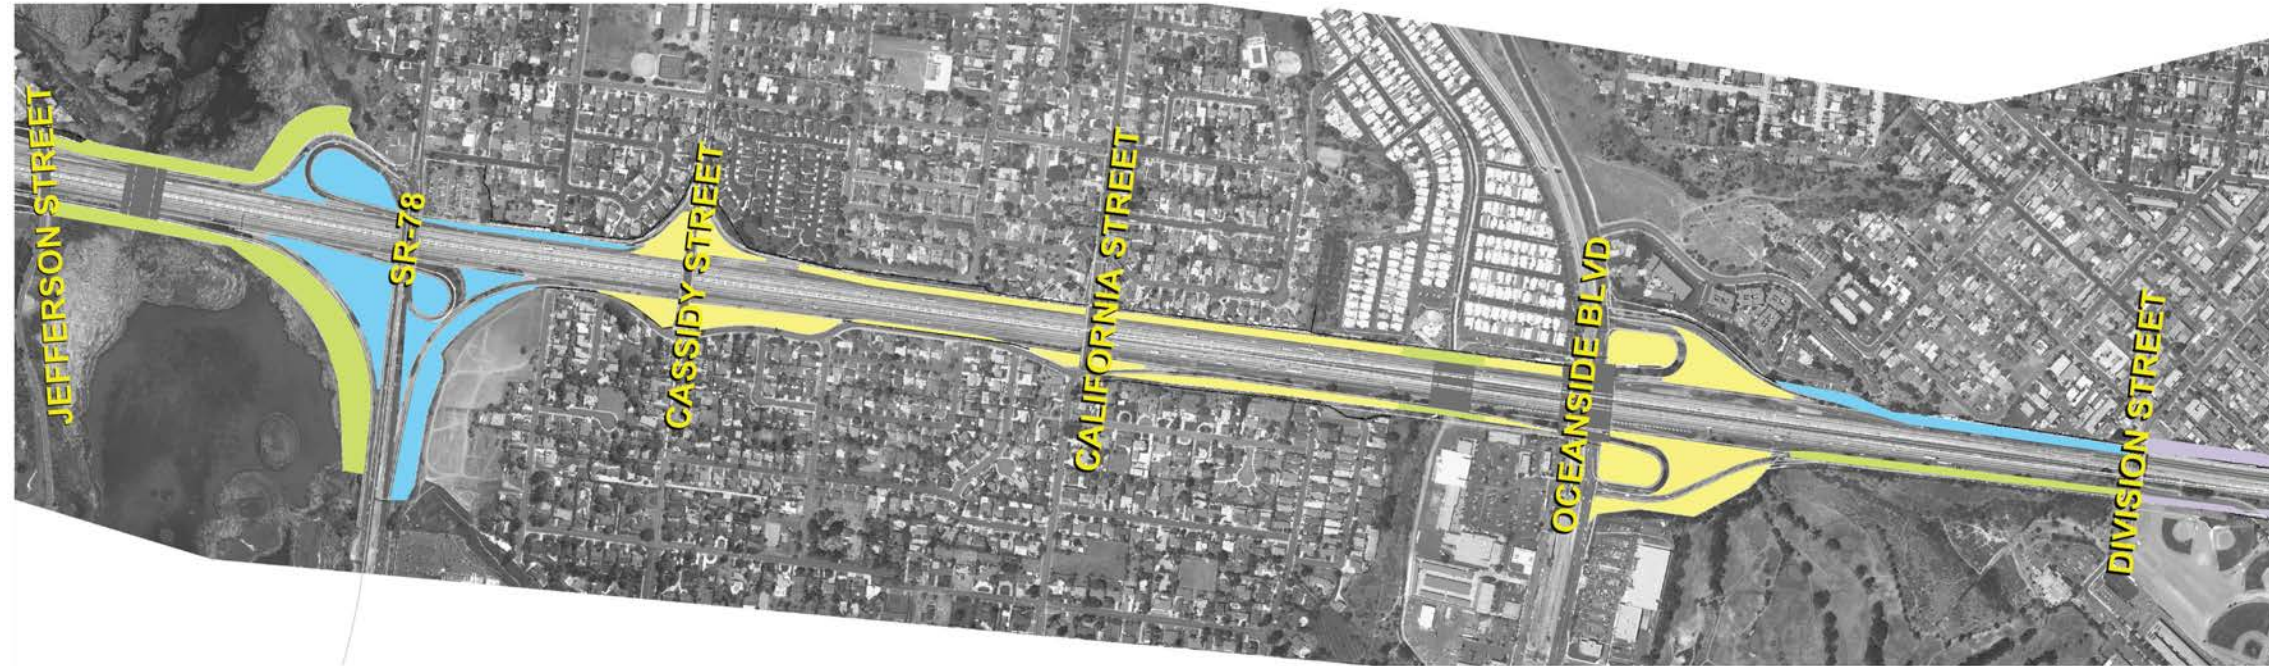 JEFFERSON STREET
SR-78
CASSIDY STREET
CALIFORNIA STREET
OCEANSIDE BLVD
DIVISION STREET